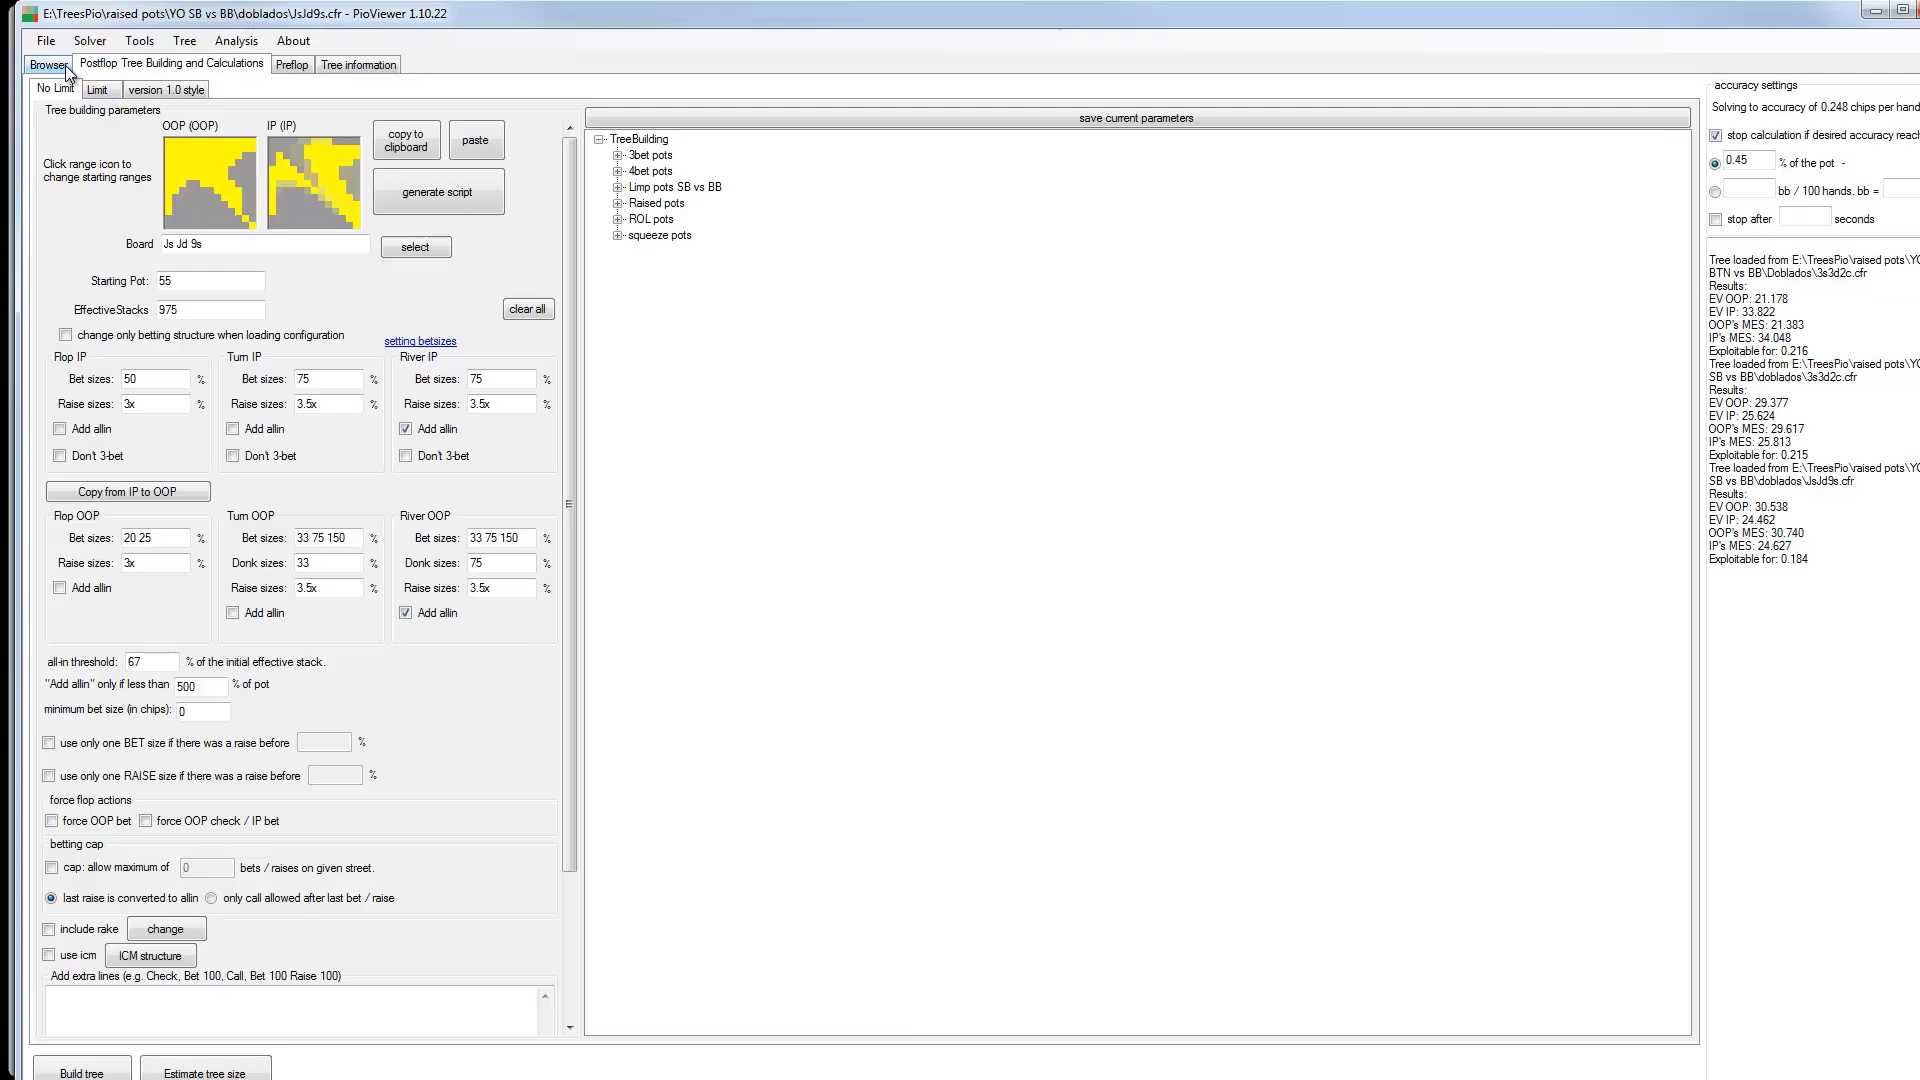 E:\TreesPio\raised pots\YO SB vs BB\doblados\JsJd9s.cfr - PioViewer 1.10.22
File Solver Tools Tree Analysis About
Browser Postflop Tree Building and Calculations Preflop Tree information
No Limit Limit version 1.0 style
Tree building parameters
OOP (OOP) IP (IP)
Click range icon to
change starting ranges
copy to
clipboard
paste
generate script
Board Js Jd 9s select
Starting Pot: 55
EffectiveStacks 975 clear all
change only betting structure when loading configuration
setting betsizes
Flop IP Turn IP River IP
Bet sizes: 50 % Bet sizes: 75 % Bet sizes: 75 %
Raise sizes: 3x % Raise sizes: 3.5x % Raise sizes: 3.5x %
Add allin Add allin Add allin
Don't 3-bet Don't 3-bet Don't 3-bet
Copy from IP to OOP
Flop OOP Turn OOP River OOP
Bet sizes: 20 25 % Bet sizes: 33 75 150 % Bet sizes: 33 75 150 %
Raise sizes: 3x % Donk sizes: 33 % Donk sizes: 75 %
Add allin Raise sizes: 3.5x % Raise sizes: 3.5x %
Add allin Add allin
all-in threshold: 67 % of the initial effective stack.
"Add allin" only if less than 500 % of pot
minimum bet size (in chips): 0
use only one BET size if there was a raise before %
use only one RAISE size if there was a raise before %
force flop actions
force OOP bet force OOP check / IP bet
betting cap
cap: allow maximum of 0 bets / raises on given street.
last raise is converted to allin only call allowed after last bet / raise
include rake change
use icm ICM structure
Add extra lines (e.g. Check, Bet 100, Call, Bet 100 Raise 100)
Build tree Estimate tree size
save current parameters
TreeBuilding
3bet pots
4bet pots
Limp pots SB vs BB
Raised pots
ROL pots
squeeze pots
accuracy settings
Solving to accuracy of 0.248 chips per hand
stop calculation if desired accuracy reach
0.45 % of the pot -
bb / 100 hands. bb =
stop after seconds
Tree loaded from E:\TreesPio\raised pots\YO
BTN vs BB\Doblados\3s3d2c.cfr
Results:
EV OOP: 21.178
EV IP: 33.822
OOP's MES: 21.383
IP's MES: 34.048
Exploitable for: 0.216
Tree loaded from E:\TreesPio\raised pots\YO
SB vs BB\doblados\3s3d2c.cfr
Results:
EV OOP: 29.377
EV IP: 25.624
OOP's MES: 29.617
IP's MES: 25.813
Exploitable for: 0.215
Tree loaded from E:\TreesPio\raised pots\YO
SB vs BB\doblados\JsJd9s.cfr
Results:
EV OOP: 30.538
EV IP: 24.462
OOP's MES: 30.740
IP's MES: 24.627
Exploitable for: 0.184